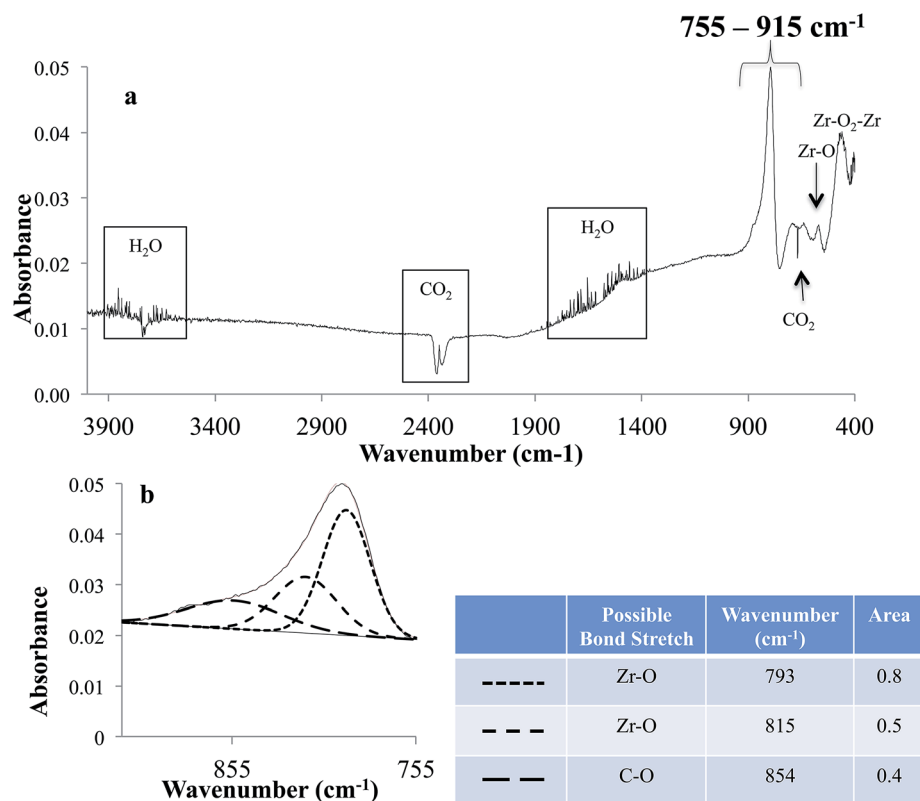 755 – 915 cm⁻¹
a
0.05
0.04
0.03
0.02
0.01
0.00
Absorbance
H₂O
CO₂
H₂O
Zr-O₂-Zr
Zr-O
CO₂
3900 3400 2900 2400 1900 1400 900 400
Wavenumber (cm-1)
b
0.05
0.04
0.03
0.02
0.01
0
Absorbance
855 755
Wavenumber (cm⁻¹)
Possible Bond Stretch Wavenumber (cm⁻¹) Area
Zr-O 793 0.8
Zr-O 815 0.5
C-O 854 0.4